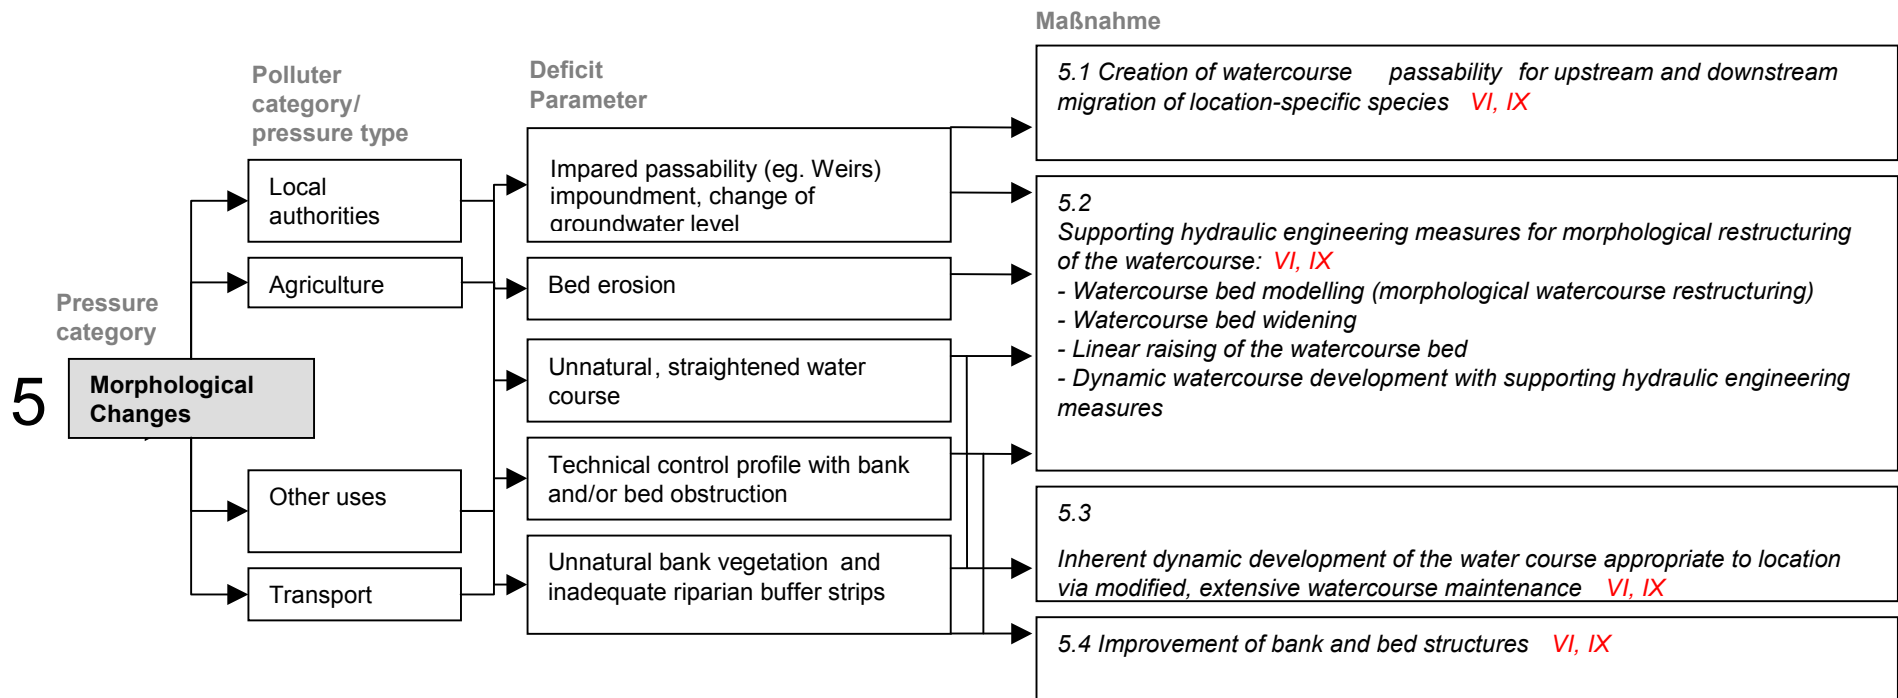 5
Pressure
category
Morphological
Changes
Polluter
category/
pressure type
Local
authorities
Agriculture
Other uses
Transport
Deficit
Parameter
Impared passability (eg. Weirs)
impoundment, change of
groundwater level
Bed erosion
Unnatural, straightened water
course
Technical control profile with bank
and/or bed obstruction
Unnatural bank vegetation and
inadequate riparian buffer strips
Maßnahme
5.1 Creation of watercourse passability for upstream and downstream
migration of location-specific species VI, IX
5.2
Supporting hydraulic engineering measures for morphological restructuring
of the watercourse: VI, IX
- Watercourse bed modelling (morphological watercourse restructuring)
- Watercourse bed widening
- Linear raising of the watercourse bed
- Dynamic watercourse development with supporting hydraulic engineering
measures
5.3
Inherent dynamic development of the water course appropriate to location
via modified, extensive watercourse maintenance VI, IX
5.4 Improvement of bank and bed structures VI, IX